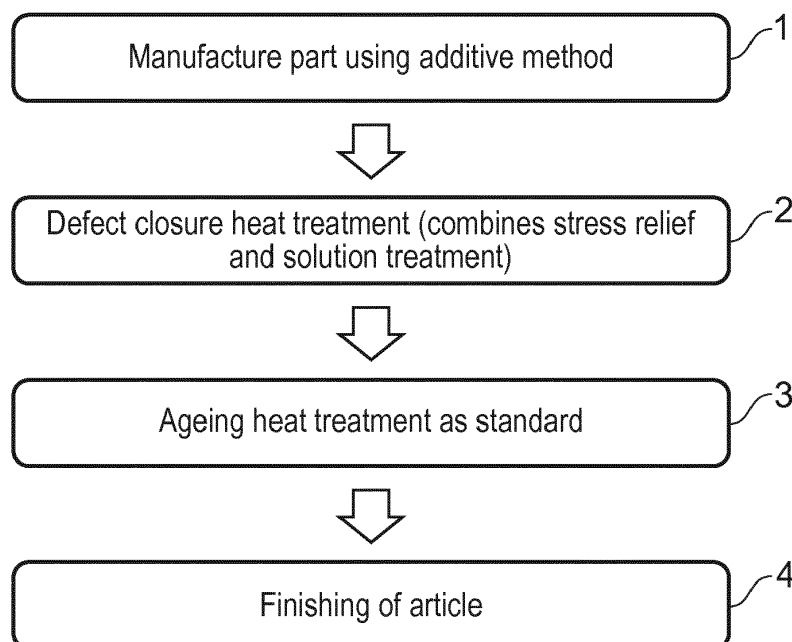 1
Manufacture part using additive method
2
Defect closure heat treatment (combines stress relief
and solution treatment)
3
Ageing heat treatment as standard
4
Finishing of article